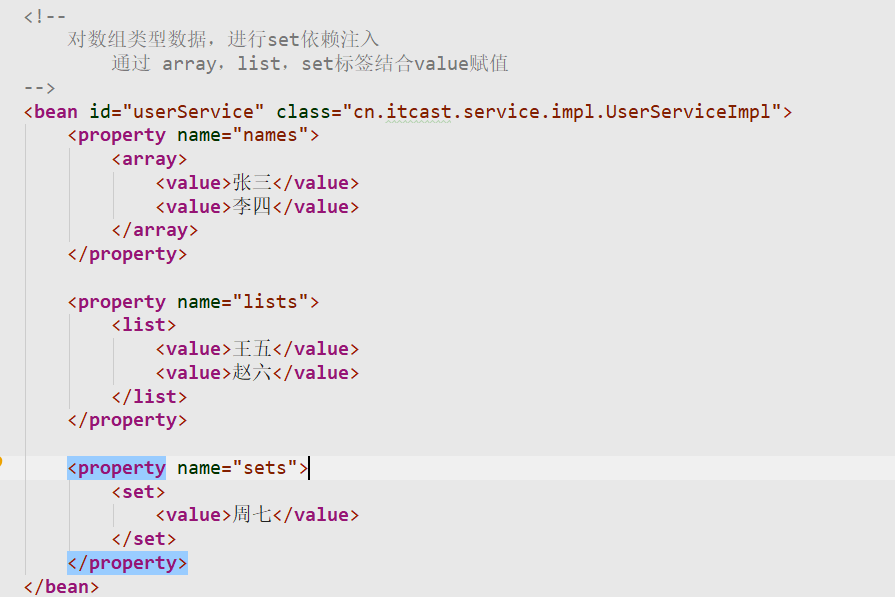 <!--
    对数组类型数据，进行set依赖注入
        通过 array，list，set标签结合value赋值
-->
<bean id="userService" class="cn.itcast.service.impl.UserServiceImpl">
    <property name="names">
        <array>
            <value>张三</value>
            <value>李四</value>
        </array>
    </property>

    <property name="lists">
        <list>
            <value>王五</value>
            <value>赵六</value>
        </list>
    </property>

    <property name="sets">
        <set>
            <value>周七</value>
        </set>
    </property>
</bean>